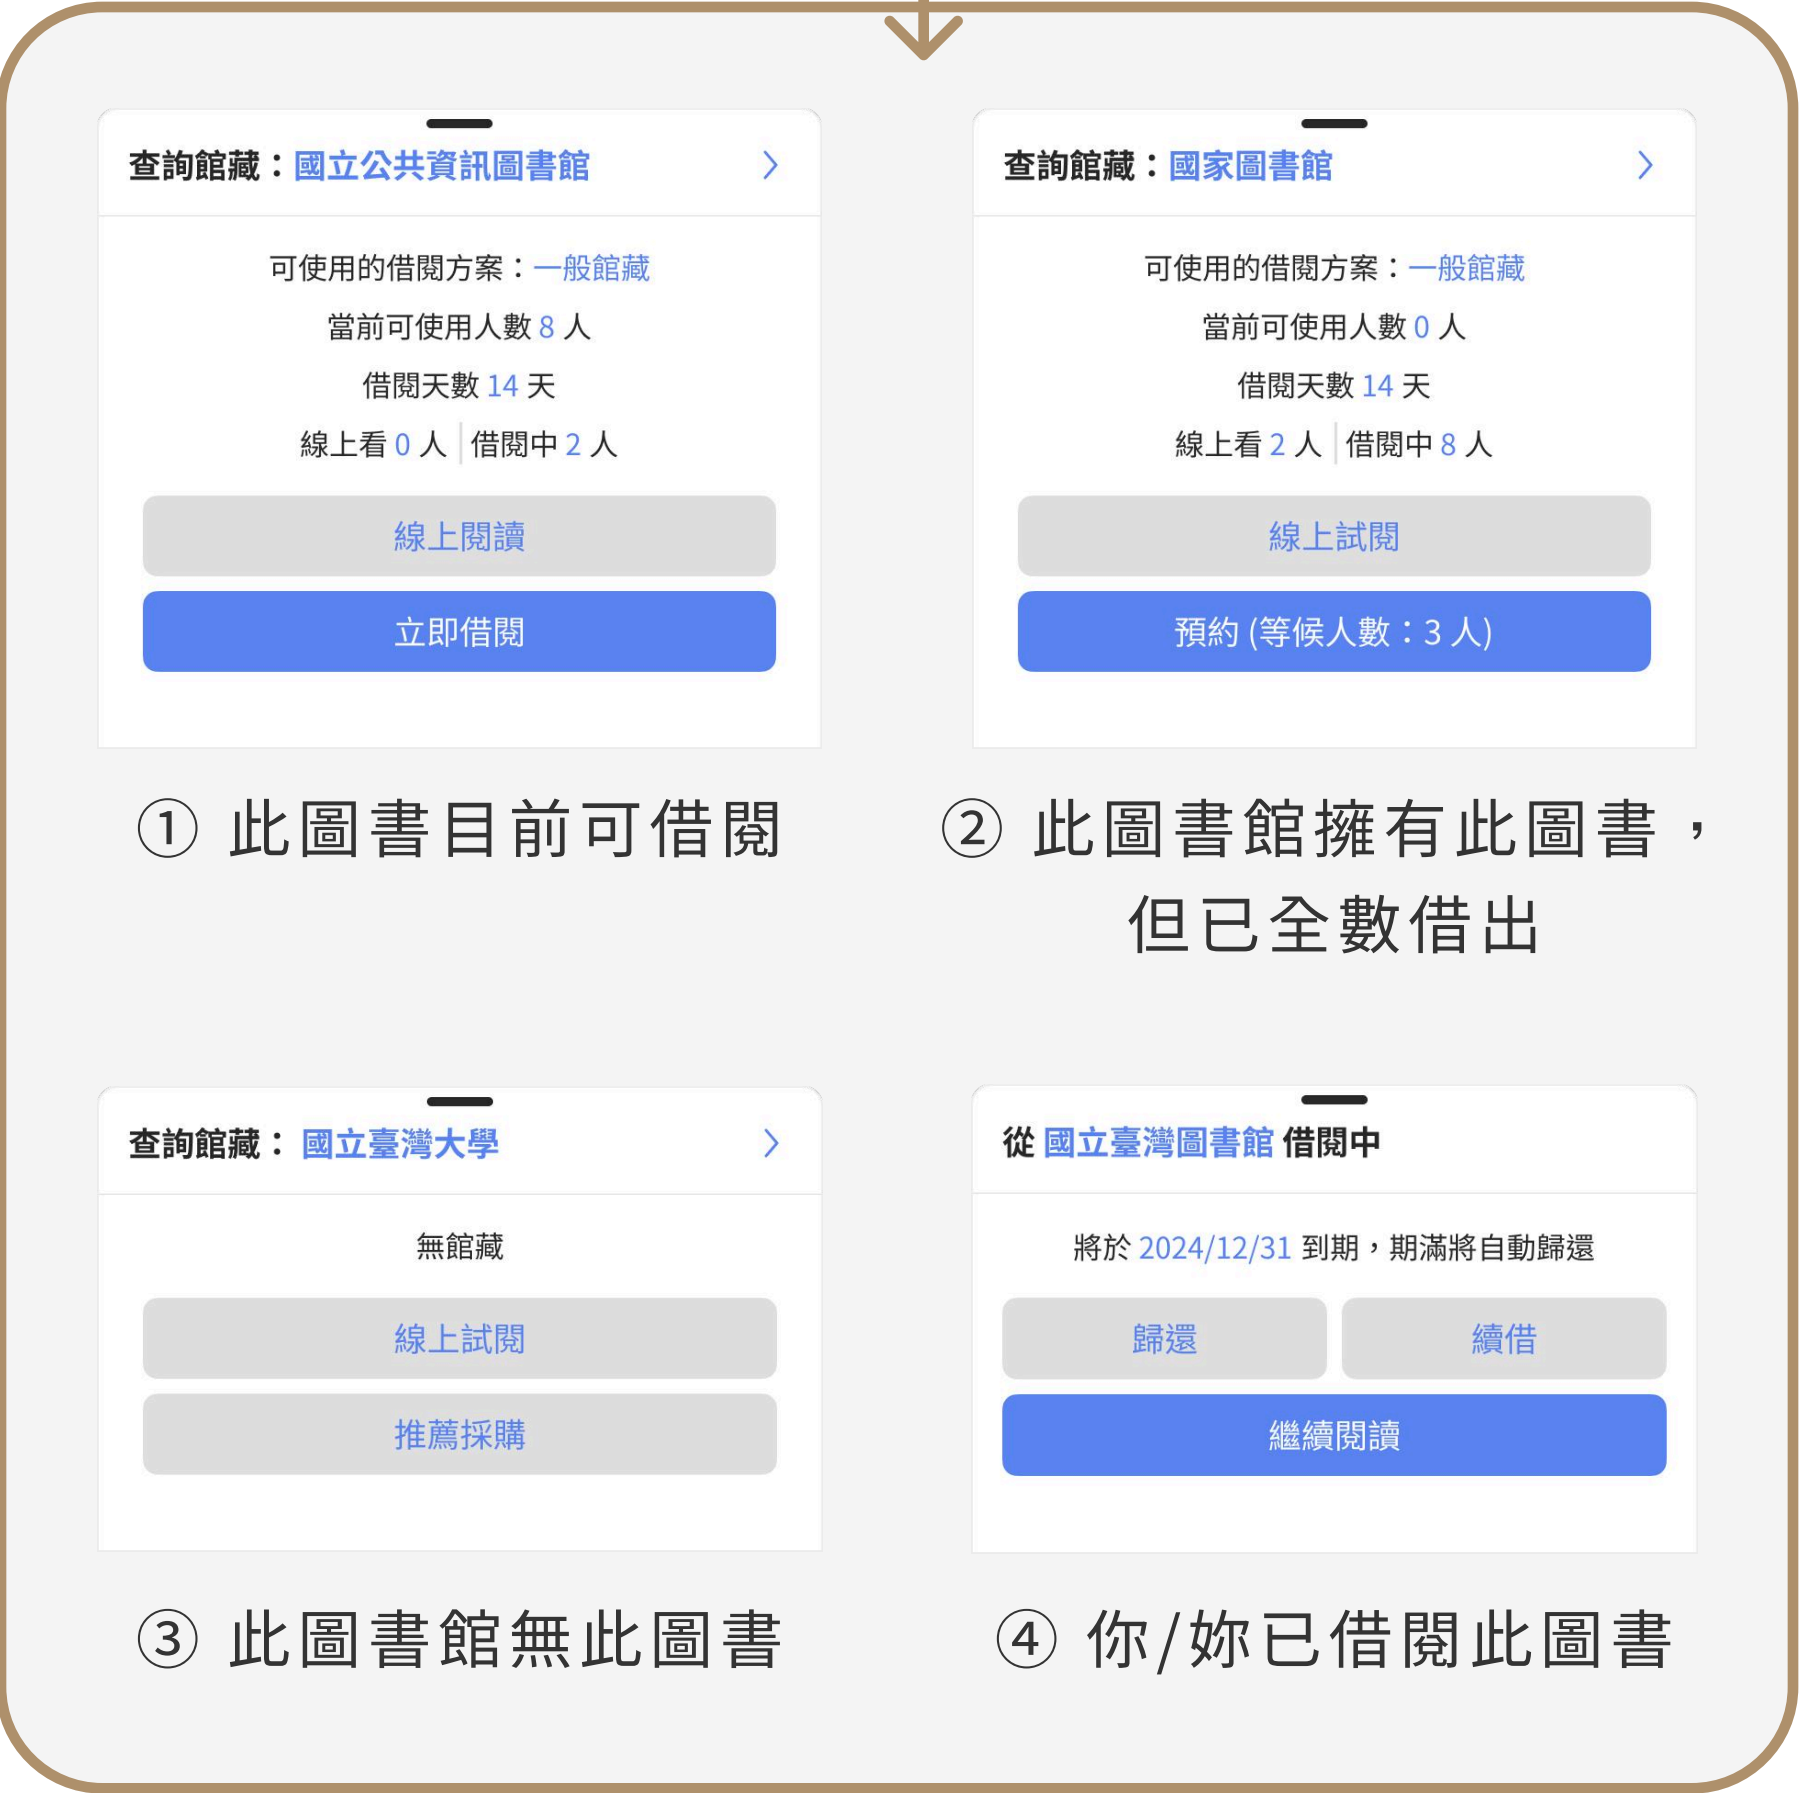 查詢館藏：國立公共資訊圖書館
可使用的借閱方案：一般館藏
當前可使用人數 8 人
借閱天數 14 天
線上看 0 人 | 借閱中 2 人
線上閱讀
立即借閱
① 此圖書目前可借閱
查詢館藏：國家圖書館
可使用的借閱方案：一般館藏
當前可使用人數 0 人
借閱天數 14 天
線上看 2 人 | 借閱中 8 人
線上試閱
預約 (等候人數：3 人)
② 此圖書館擁有此圖書，
但已全數借出
查詢館藏： 國立臺灣大學
無館藏
線上試閱
推薦採購
③ 此圖書館無此圖書
從 國立臺灣圖書館 借閱中
將於 2024/12/31 到期，期滿將自動歸還
歸還 續借
繼續閱讀
④ 你/妳已借閱此圖書